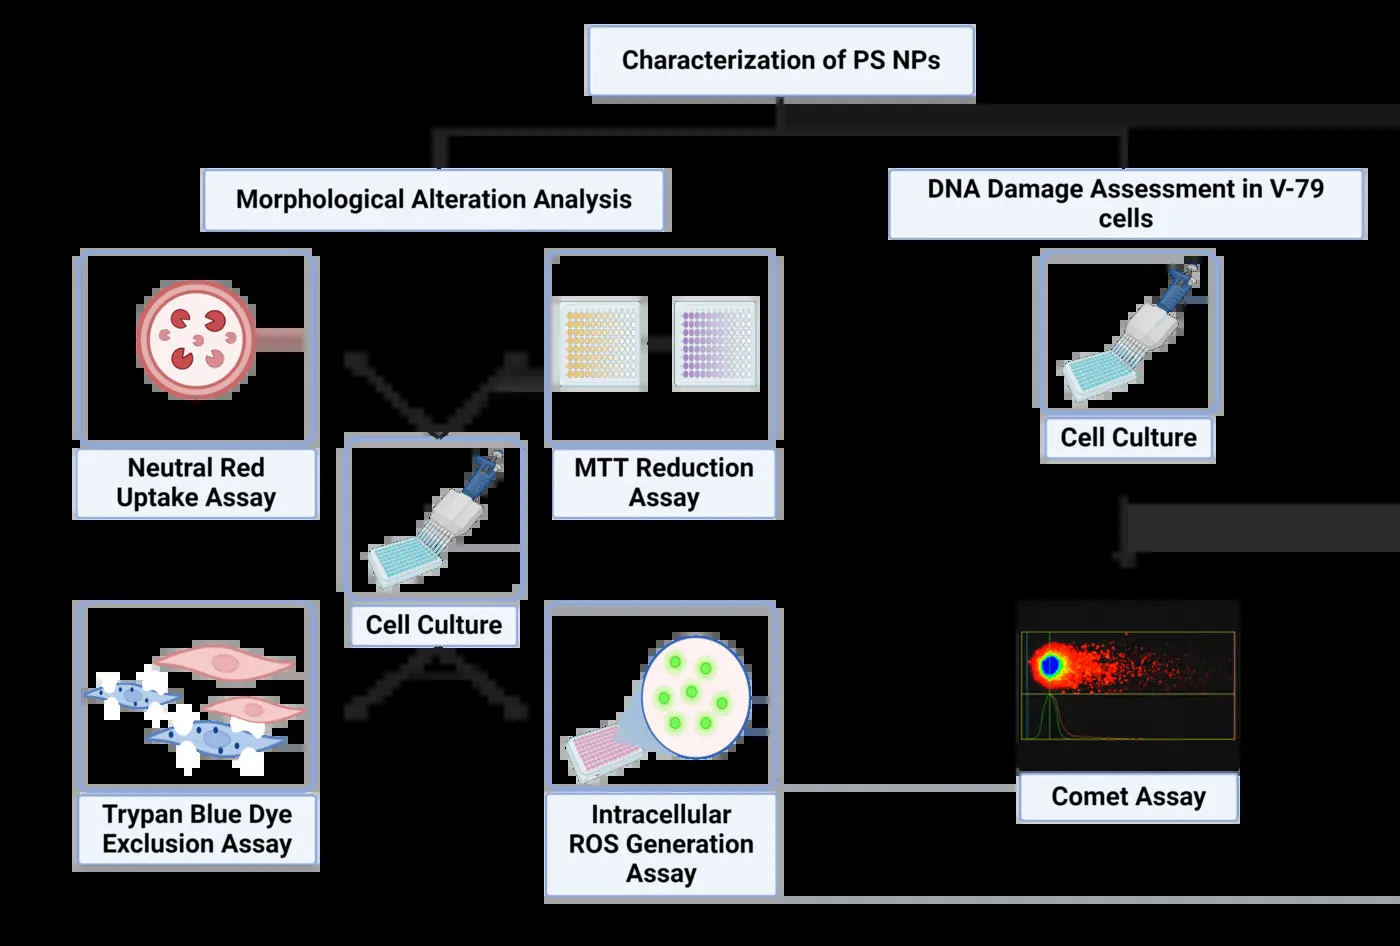 Characterization of PS NPs
Morphological Alteration Analysis
DNA Damage Assessment in V-79
cells
Neutral Red
Uptake Assay
MTT Reduction
Assay
Cell Culture
Cell Culture
Trypan Blue Dye
Exclusion Assay
Intracellular
ROS Generation
Assay
Comet Assay